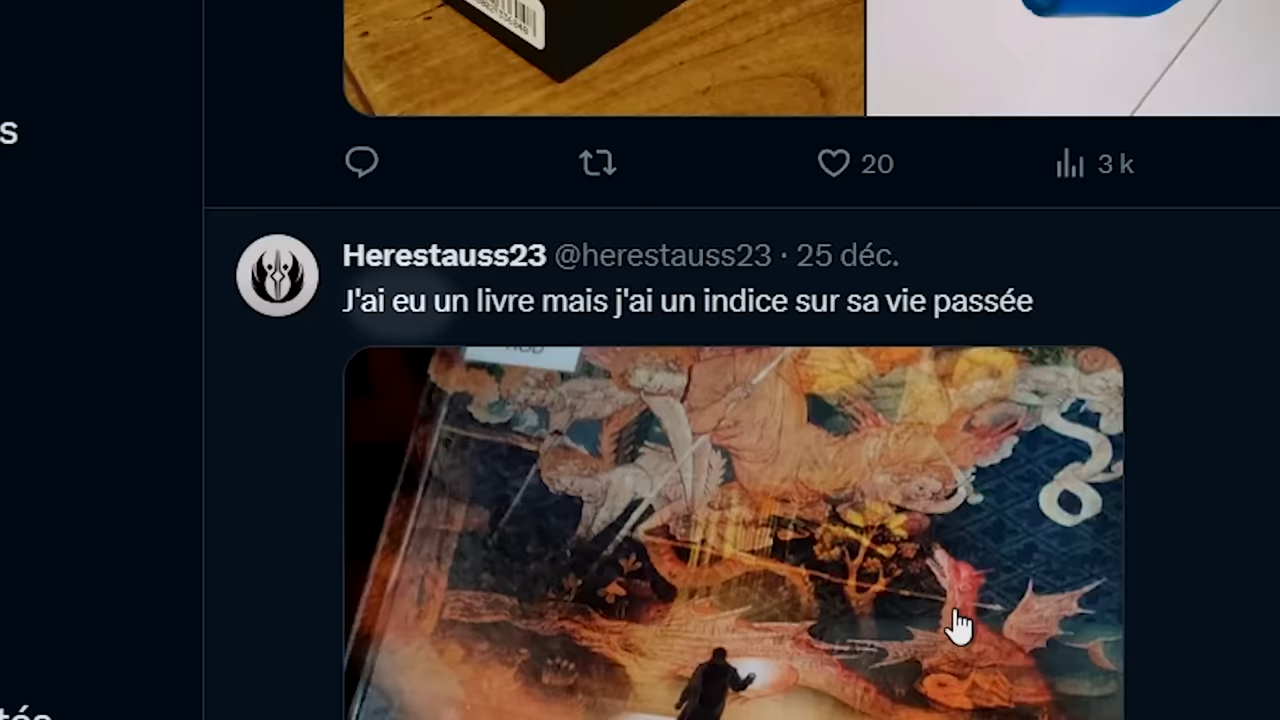 s
20
3 k
Herestauss23 @herestauss23 · 25 déc.
J'ai eu un livre mais j'ai un indice sur sa vie passée